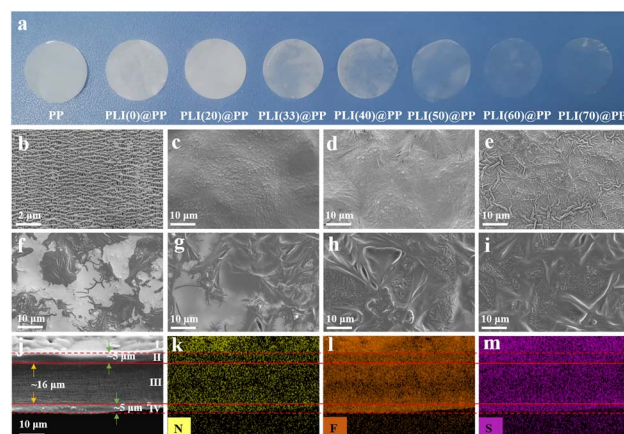 a
PP PLI(0)@PP PLI(20)@PP PLI(33)@PP PLI(40)@PP PLI(50)@PP PLI(60)@PP PLI(70)@PP
b c d e
2 μm 10 μm 10 μm 10 μm
f g h i
10 μm 10 μm 10 μm 10 μm
j k l m
I
~5 μm II
~16 μm III
~5 μm IV
10 μm N F S